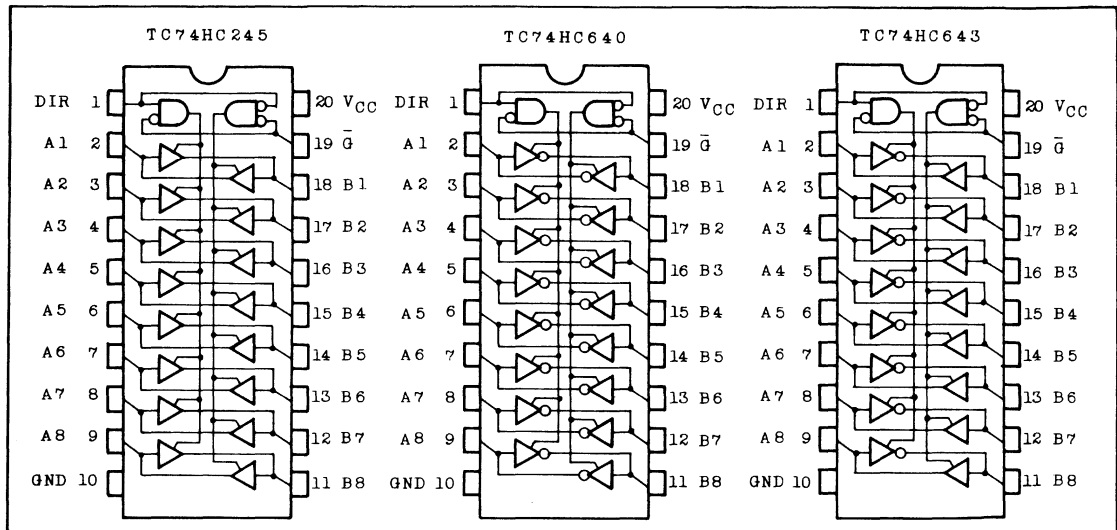 TC74HC245
DIR 1
20 VCC
A1 2
19 G̅
A2 3
18 B1
A3 4
17 B2
A4 5
16 B3
A5 6
15 B4
A6 7
14 B5
A7 8
13 B6
A8 9
12 B7
GND 10
11 B8
TC74HC640
DIR 1
20 VCC
A1 2
19 G̅
A2 3
18 B1
A3 4
17 B2
A4 5
16 B3
A5 6
15 B4
A6 7
14 B5
A7 8
13 B6
A8 9
12 B7
GND 10
11 B8
TC74HC643
DIR 1
20 VCC
A1 2
19 G̅
A2 3
18 B1
A3 4
17 B2
A4 5
16 B3
A5 6
15 B4
A6 7
14 B5
A7 8
13 B6
A8 9
12 B7
GND 10
11 B8